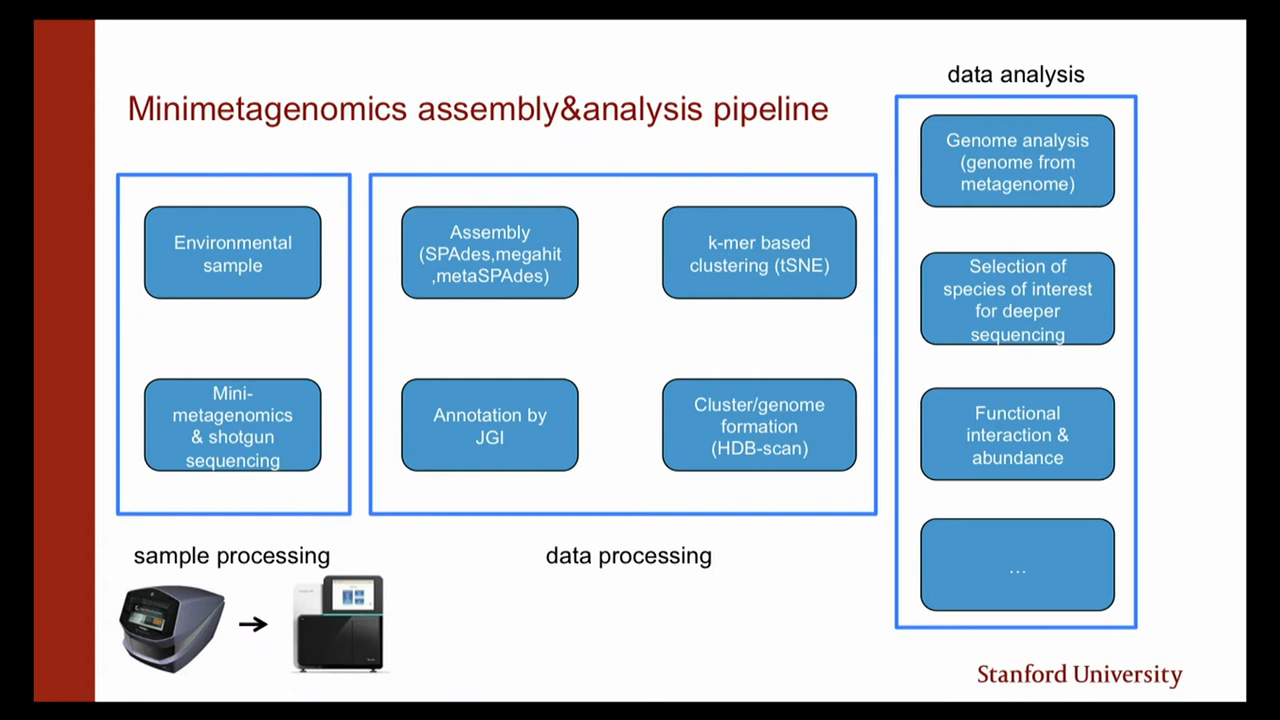 data analysis
Minimetagenomics assembly&analysis pipeline
Environmental
sample
Mini-
metagenomics
& shotgun
sequencing
sample processing
Assembly
(SPAdes,megahit
,metaSPAdes)
k-mer based
clustering (tSNE)
Annotation by
JGI
Cluster/genome
formation
(HDB-scan)
data processing
Genome analysis
(genome from
metagenome)
Selection of
species of interest
for deeper
sequencing
Functional
interaction &
abundance
...
Stanford University